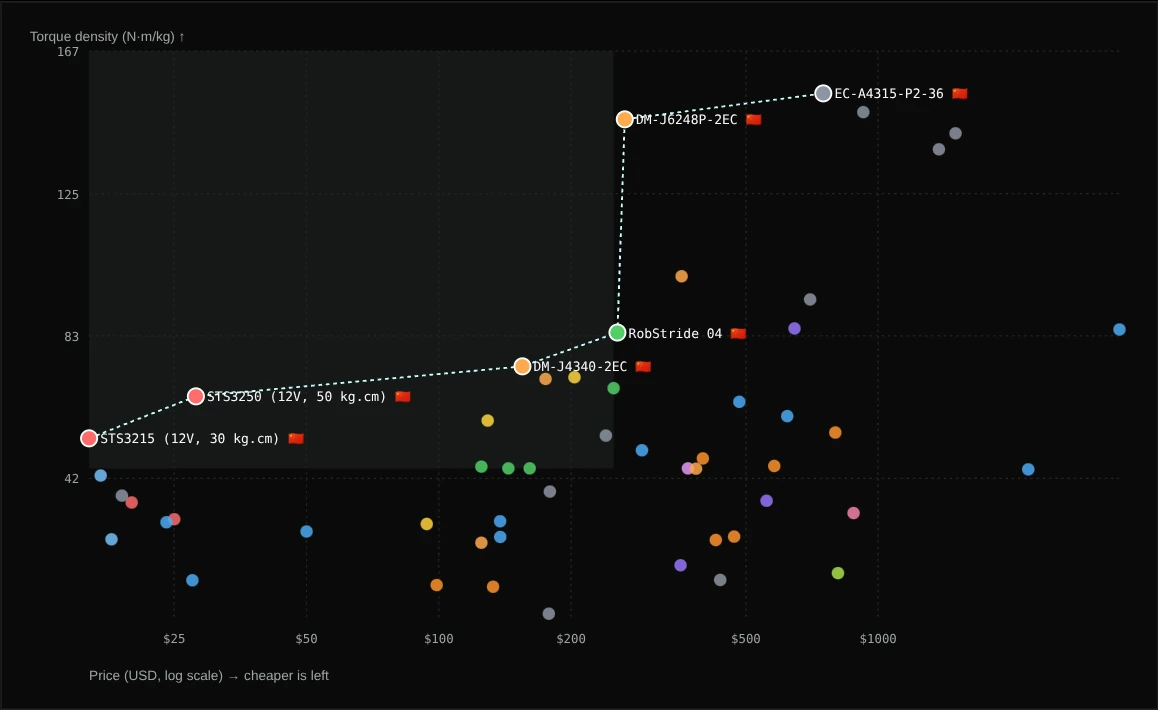 Torque density (N·m/kg) ↑
167
EC-A4315-P2-36 🇨🇳
DM-J6248P-2EC 🇨🇳
125
83
RobStride 04 🇨🇳
DM-J4340-2EC 🇨🇳
STS3250 (12V, 50 kg.cm) 🇨🇳
STS3215 (12V, 30 kg.cm) 🇨🇳
42
$25 $50 $100 $200 $500 $1000
Price (USD, log scale) → cheaper is left